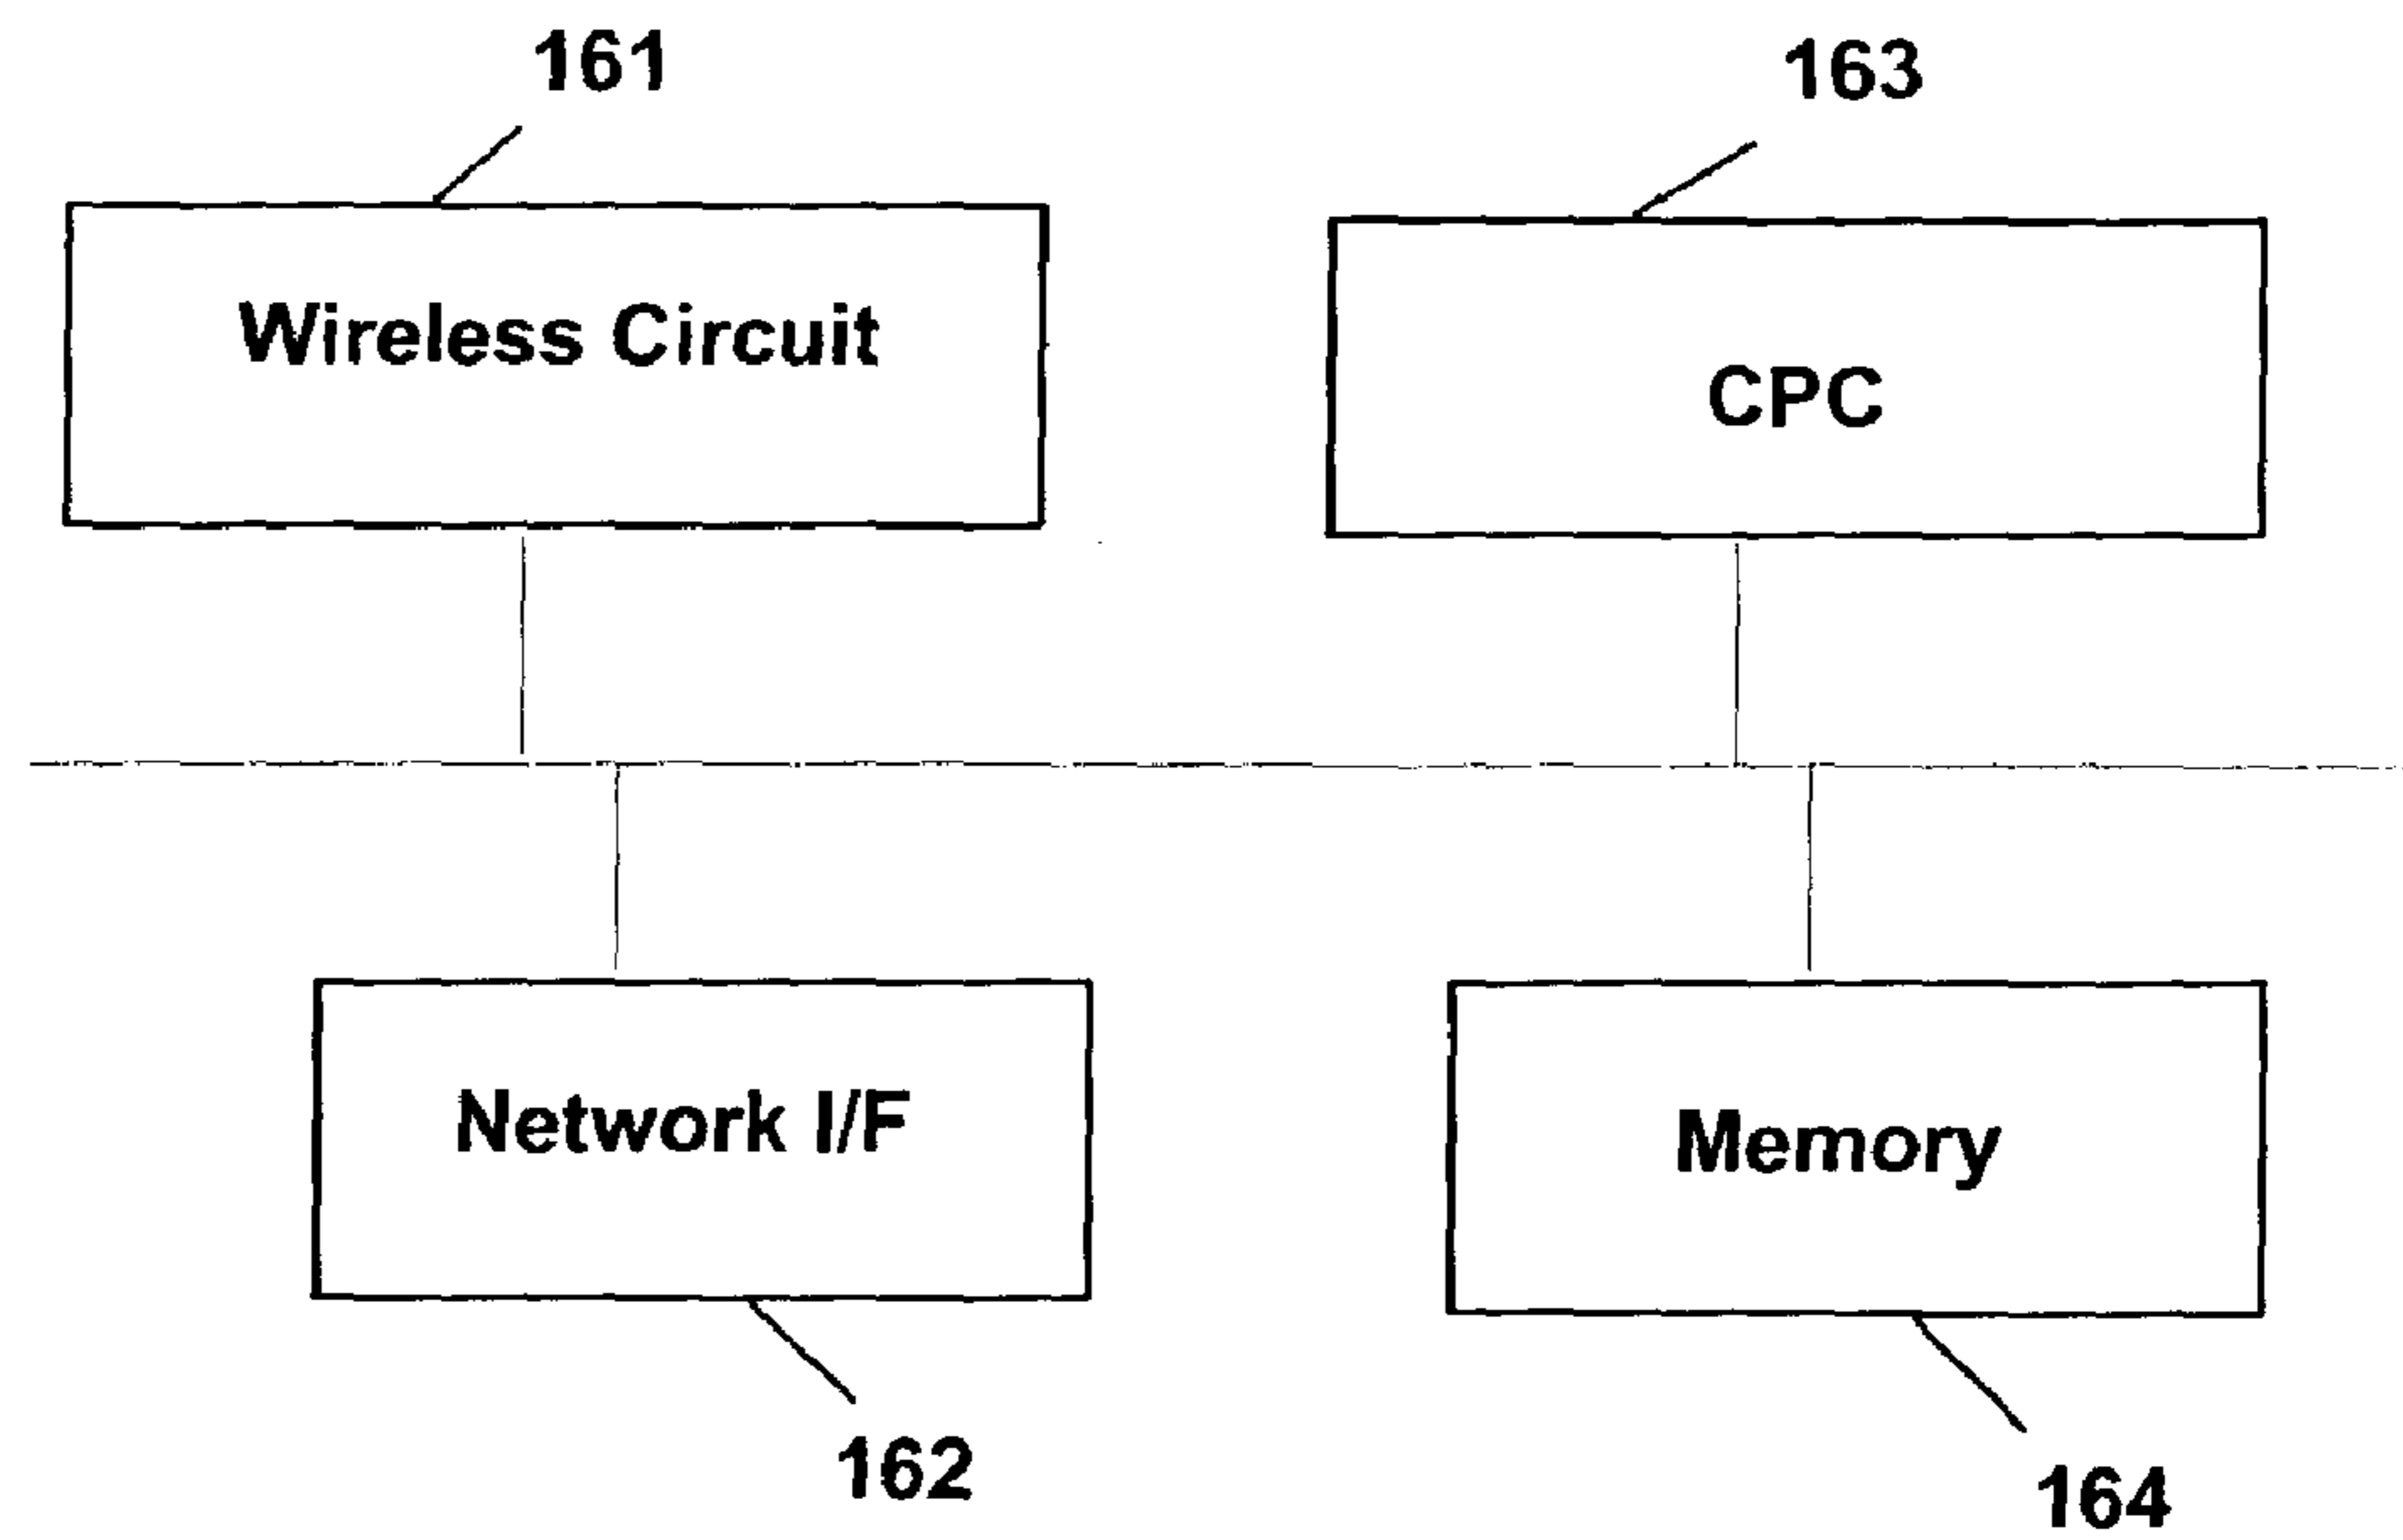 161
163
Wireless Circuit
CPC
Network I/F
Memory
162
164